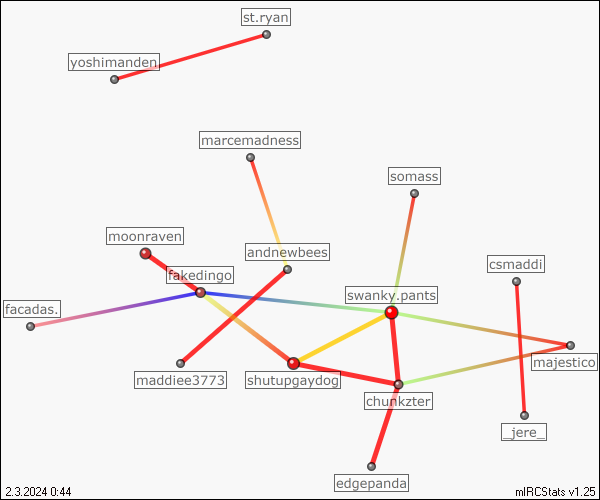 st.ryan
yoshimanden
marcemadness
somass
moonraven
andnewbees
csmaddi
fakedingo
swanky.pants
facadas.
majestico
maddiee3773
shutupgaydog
chunkzter
_jere_
edgepanda
2.3.2024 0:44
mIRCStats v1.25